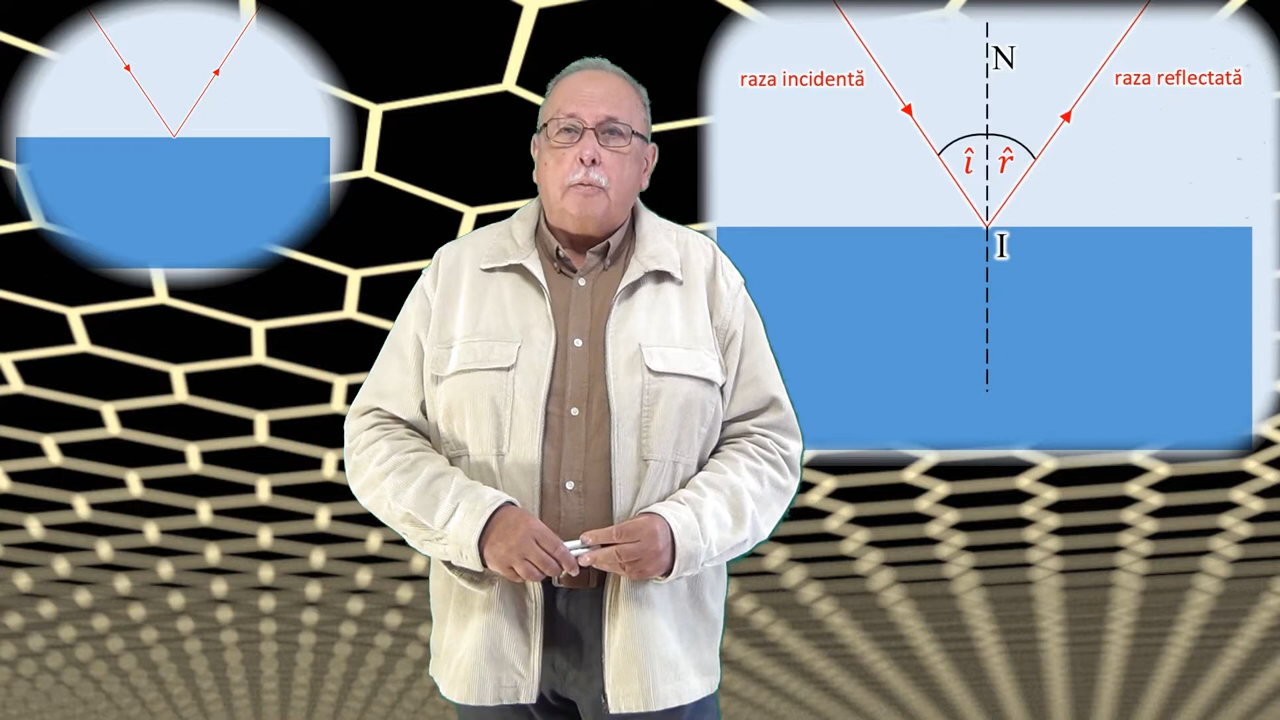 N
raza incidentă
raza reflectată
î r̂
I